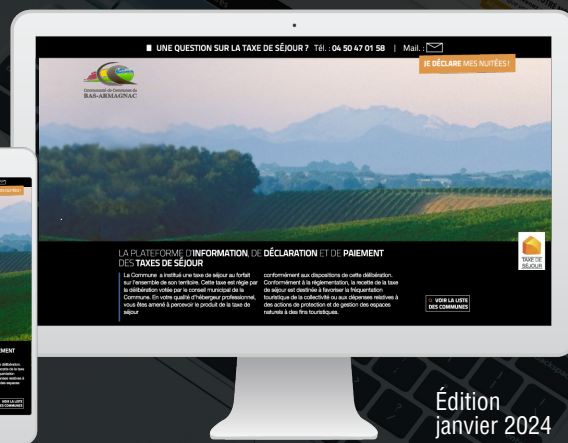 UNE QUESTION SUR LA TAXE DE SÉJOUR ? Tél. : 04 50 47 01 58 | Mail. :
JE DÉCLARE MES NUITÉES !
Communauté de Communes du
BAS-ARMAGNAC
LA PLATEFORME D'INFORMATION, DE DÉCLARATION ET DE PAIEMENT
DES TAXES DE SÉJOUR
La Commune a institué une taxe de séjour au forfait
sur l'ensemble de son territoire. Cette taxe est régie par
la délibération votée par le conseil municipal de la
Commune. En votre qualité d'hébergeur professionnel,
vous êtes amené à percevoir le produit de la taxe de
séjour
conformément aux dispositions de cette délibération.
Conformément à la réglementation, la recette de la taxe
de séjour est destinée à favoriser la fréquentation
touristique de la collectivité ou aux dépenses relatives à
des actions de protection et de gestion des espaces
naturels à des fins touristiques.
TAXE DE
SÉJOUR
VOIR LA LISTE
DES COMMUNES
VOIR LA LISTE
DES COMMUNES
Édition
janvier 2024